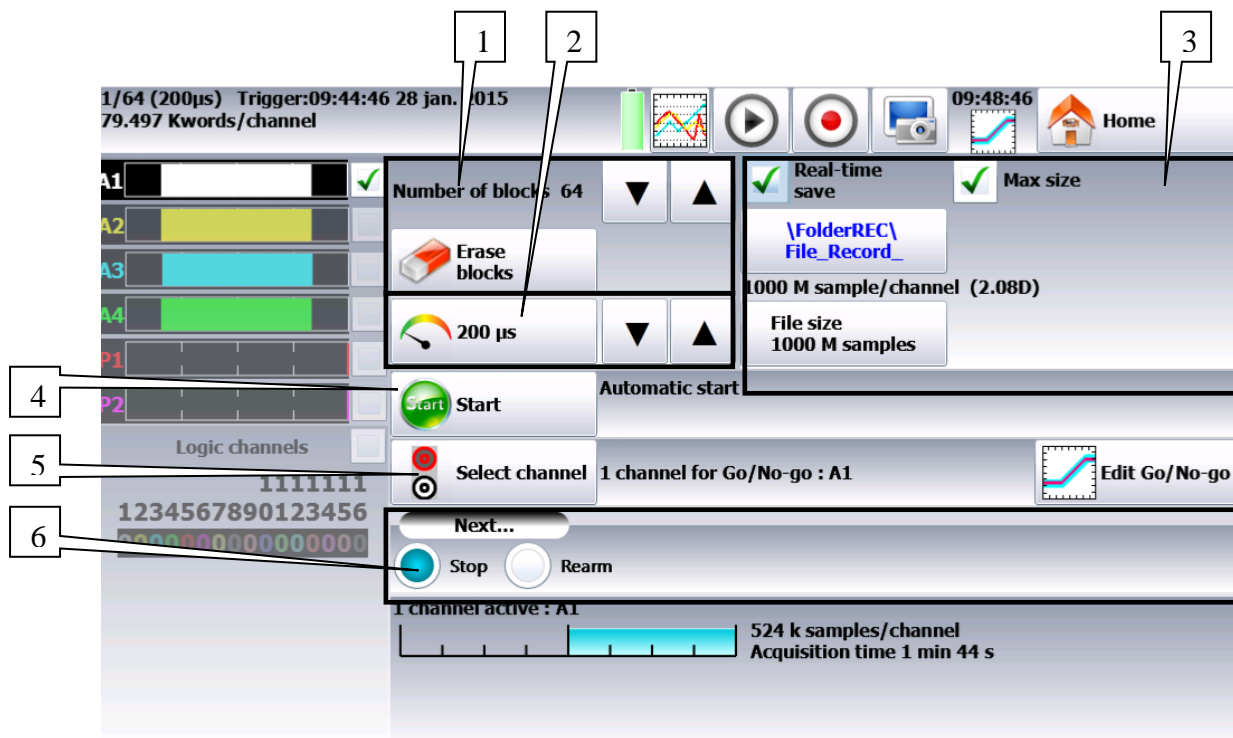 1
2
3
1/64 (200µs) Trigger:09:44:46 28 jan. 2015
79.497 Kwords/channel
09:48:46
Home
A1
A2
A3
A4
P1
P2
Number of blocks 64
Erase
blocks
200 µs
Real-time
save
Max size
\FolderREC\
File_Record_
1000 M sample/channel (2.08D)
File size
1000 M samples
4
Start
Start
Automatic start
5
Logic channels
1111111
1234567890123456
0000000000000000
Select channel
1 channel for Go/No-go : A1
Edit Go/No-go
6
Next...
Stop
Rearm
1 channel active : A1
524 k samples/channel
Acquisition time 1 min 44 s